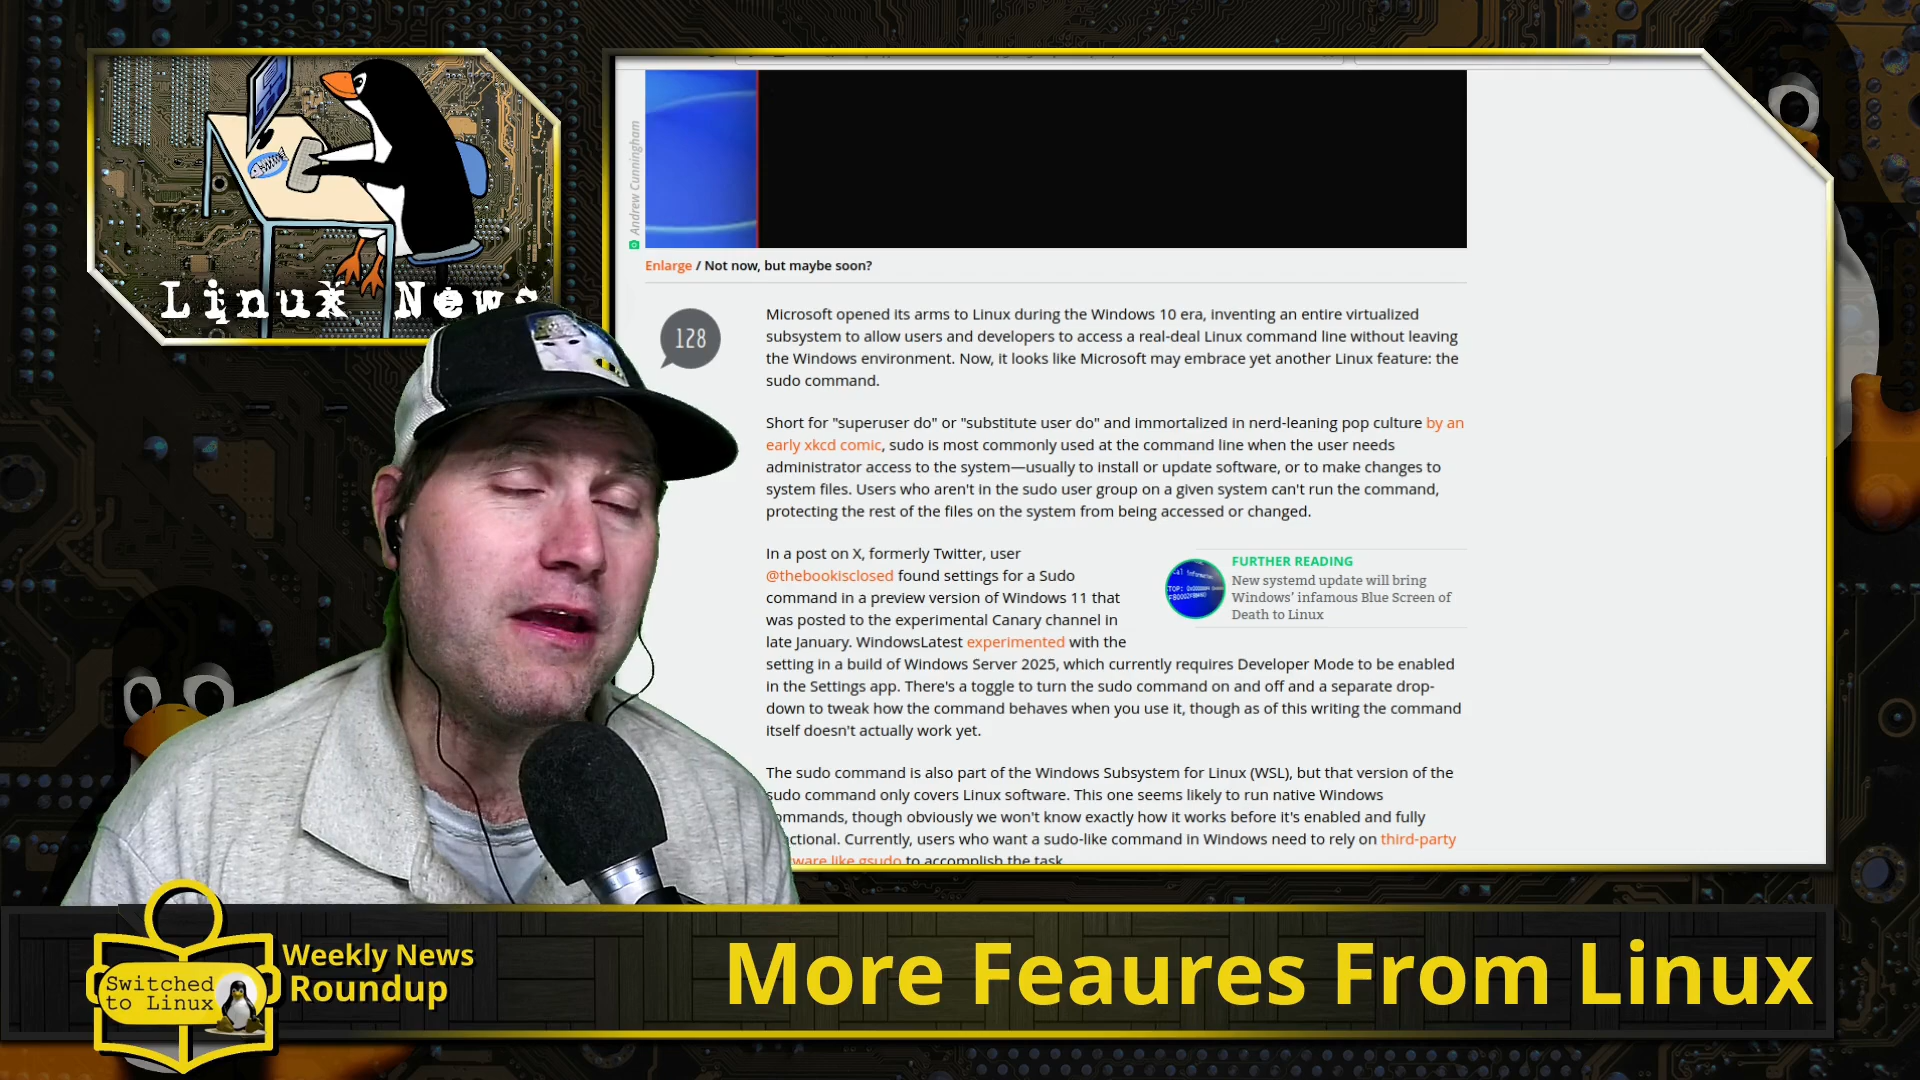 Linux News
Andrew Cunningham
Enlarge / Not now, but maybe soon?
128
Microsoft opened its arms to Linux during the Windows 10 era, inventing an entire virtualized
subsystem to allow users and developers to access a real-deal Linux command line without leaving
the Windows environment. Now, it looks like Microsoft may embrace yet another Linux feature: the
sudo command.
Short for "superuser do" or "substitute user do" and immortalized in nerd-leaning pop culture by an
early xkcd comic, sudo is most commonly used at the command line when the user needs
administrator access to the system—usually to install or update software, or to make changes to
system files. Users who aren't in the sudo user group on a given system can't run the command,
protecting the rest of the files on the system from being accessed or changed.
In a post on X, formerly Twitter, user
@thebookisclosed found settings for a Sudo
command in a preview version of Windows 11 that
was posted to the experimental Canary channel in
late January. WindowsLatest experimented with the
setting in a build of Windows Server 2025, which currently requires Developer Mode to be enabled
in the Settings app. There's a toggle to turn the sudo command on and off and a separate drop-
down to tweak how the command behaves when you use it, though as of this writing the command
itself doesn't actually work yet.
FURTHER READING
New systemd update will bring
Windows' infamous Blue Screen of
Death to Linux
The sudo command is also part of the Windows Subsystem for Linux (WSL), but that version of the
sudo command only covers Linux software. This one seems likely to run native Windows
ommands, though obviously we won't know exactly how it works before it's enabled and fully
ctional. Currently, users who want a sudo-like command in Windows need to rely on third-party
ware like gsudo to accomplish the task
Switched
to Linux
Weekly News
Roundup
More Feaures From Linux